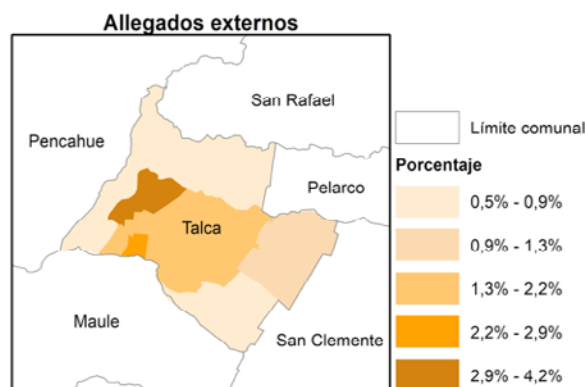 Allegados externos
San Rafael
Pencahue
Pelarco
Talca
Maule
San Clemente
Límite comunal
Porcentaje
0,5% - 0,9%
0,9% - 1,3%
1,3% - 2,2%
2,2% - 2,9%
2,9% - 4,2%